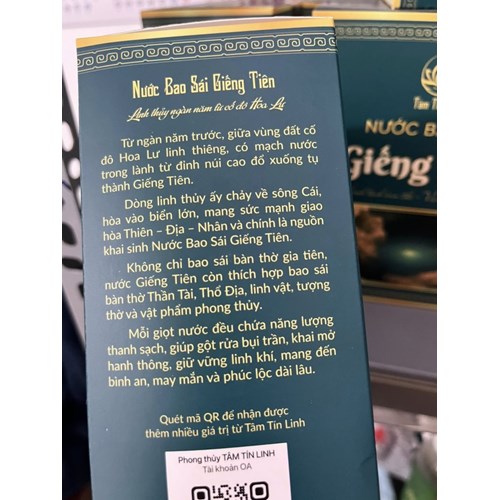 Nước Bao Sái Giếng Tiên
Linh thủy ngàn năm từ cố đô Hoa Lư
Từ ngàn năm trước, giữa vùng đất cố
đô Hoa Lư linh thiêng, có mạch nước
trong lành từ đỉnh núi cao đổ xuống tụ
thành Giếng Tiên.
Dòng linh thủy ấy chảy về sông Cái,
hòa vào biển lớn, mang sức mạnh giao
hòa Thiên – Địa – Nhân và chính là nguồn
khai sinh Nước Bao Sái Giếng Tiên.
Không chỉ bao sái bàn thờ gia tiên,
nước Giếng Tiên còn thích hợp bao sái
bàn thờ Thần Tài, Thổ Địa, linh vật, tượng
thờ và vật phẩm phong thủy.
Mỗi giọt nước đều chứa năng lượng
thanh sạch, giúp gột rửa bụi trần, khai mở
hanh thông, giữ vững linh khí, mang đến
bình an, may mắn và phúc lộc dài lâu.
Quét mã QR để nhận được
thêm nhiều giá trị từ Tâm Tín Linh
Phong thủy TÂM TÍN LINH
Tài khoản OA
Tâm
NƯỚC B
Giếng